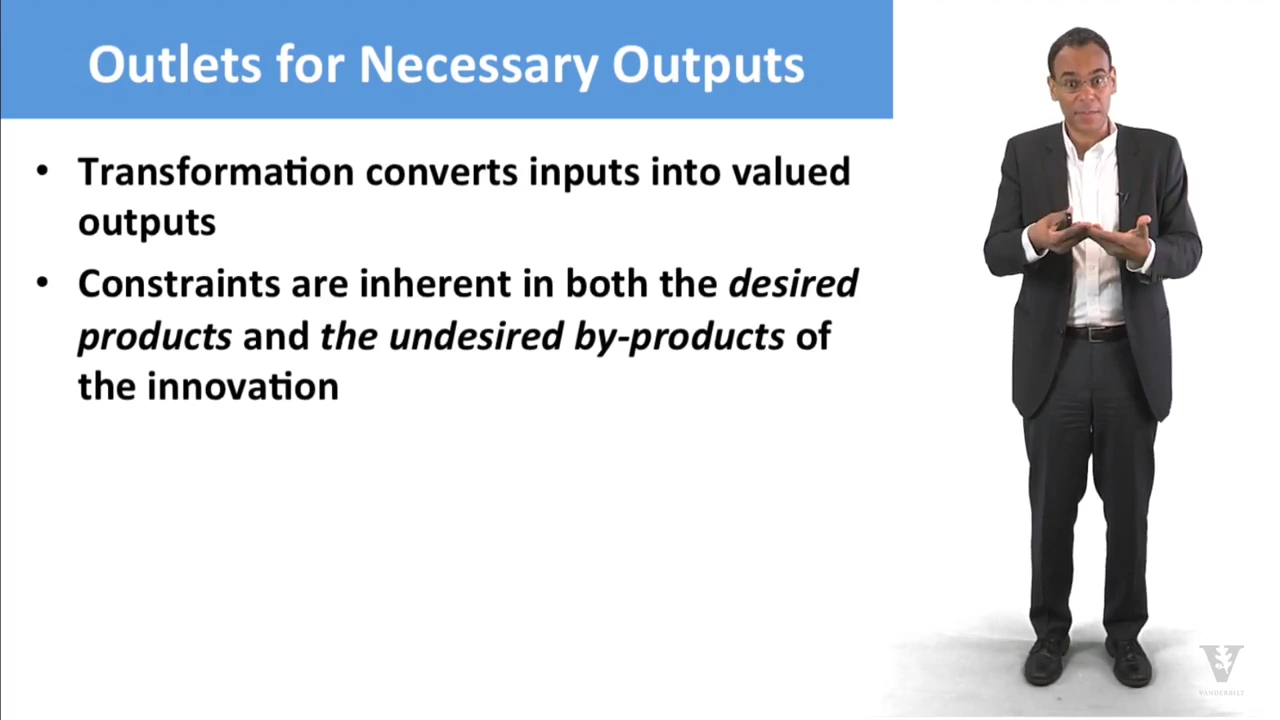 Outlets for Necessary Outputs
• Transformation converts inputs into valued
outputs
• Constraints are inherent in both the desired
products and the undesired by-products of
the innovation
V
VANDERBILT